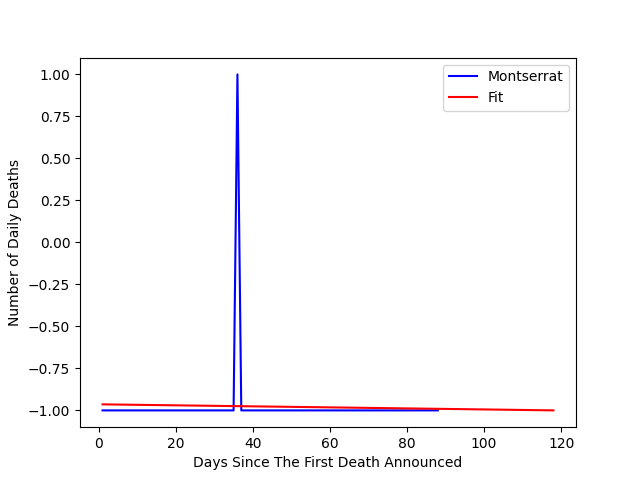 Montserrat
Fit
1.00
0.75
0.50
0.25
0.00
−0.25
−0.50
−0.75
−1.00
Number of Daily Deaths
0 20 40 60 80 100 120
Days Since The First Death Announced